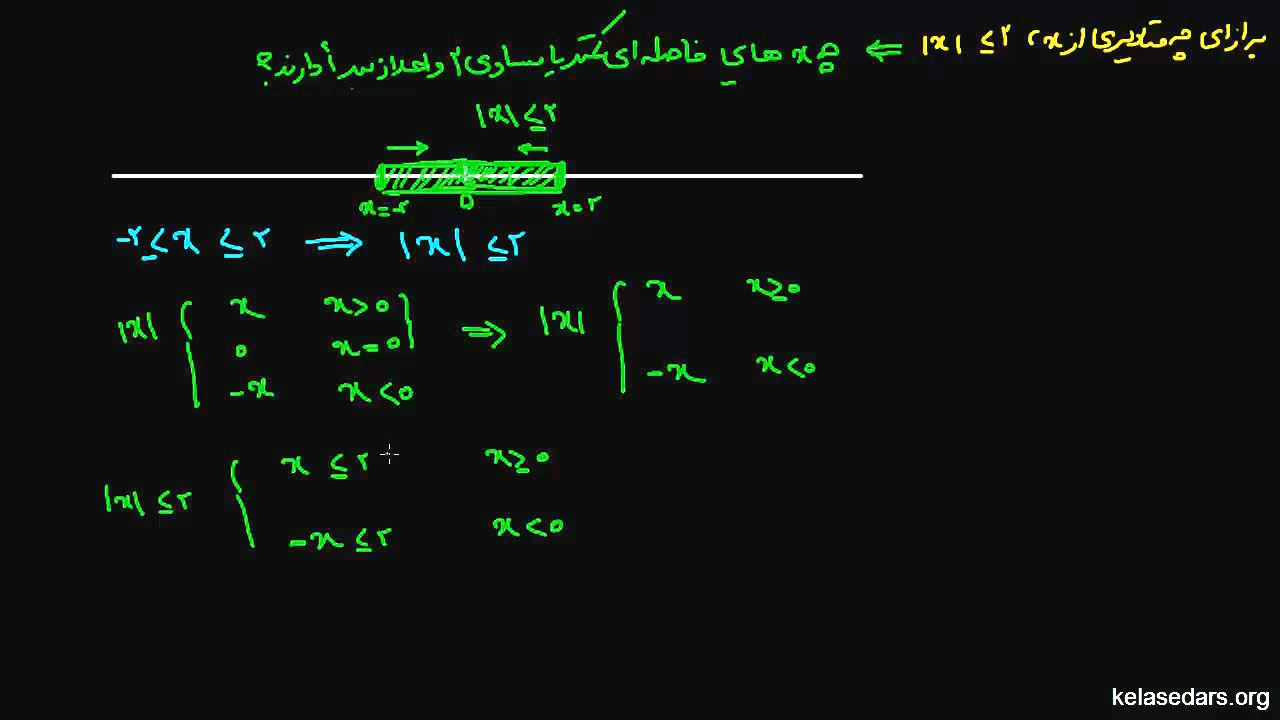 برازای چه مقادیری از x ، |x| ≤ ۲
⇐ چه x هایی فاصله ای کمتر یا مساوی ۲ واحد از مبدأ دارند؟
|x| ≤ ۲
x=-۲ 0 x=۲
-۲ ≤ x ≤ ۲ ⇒ |x| ≤ ۲
|x| { x x>0
0 x=0
-x x<0
⇒ |x| { x x≥0
-x x<0
|x| ≤ ۲ { x ≤ ۲ x≥0
-x ≤ ۲ x<0
kelasedars.org